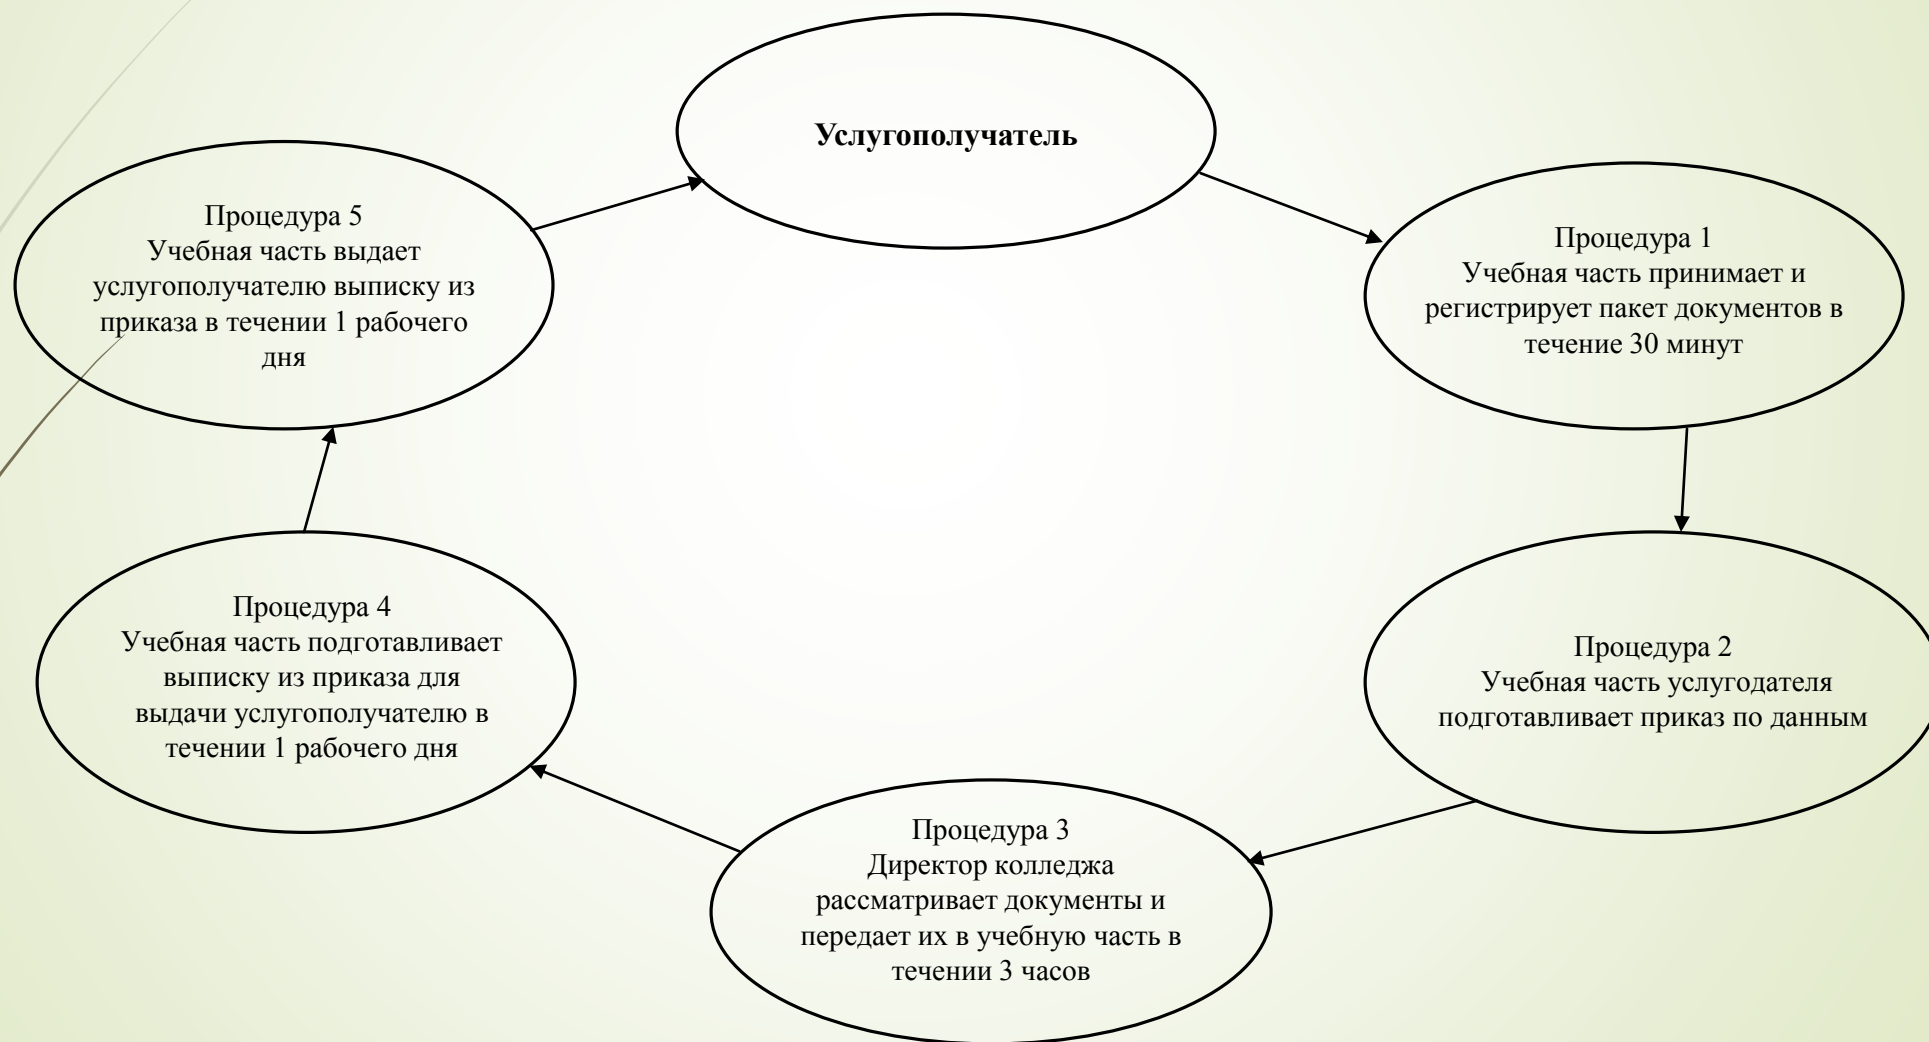 Услугополучатель
Процедура 1
Учебная часть принимает и
регистрирует пакет документов в
течение 30 минут
Процедура 2
Учебная часть услугодателя
подготавливает приказ по данным
Процедура 3
Директор колледжа
рассматривает документы и
передает их в учебную часть в
течении 3 часов
Процедура 4
Учебная часть подготавливает
выписку из приказа для
выдачи услугополучателю в
течении 1 рабочего дня
Процедура 5
Учебная часть выдает
услугополучателю выписку из
приказа в течении 1 рабочего
дня